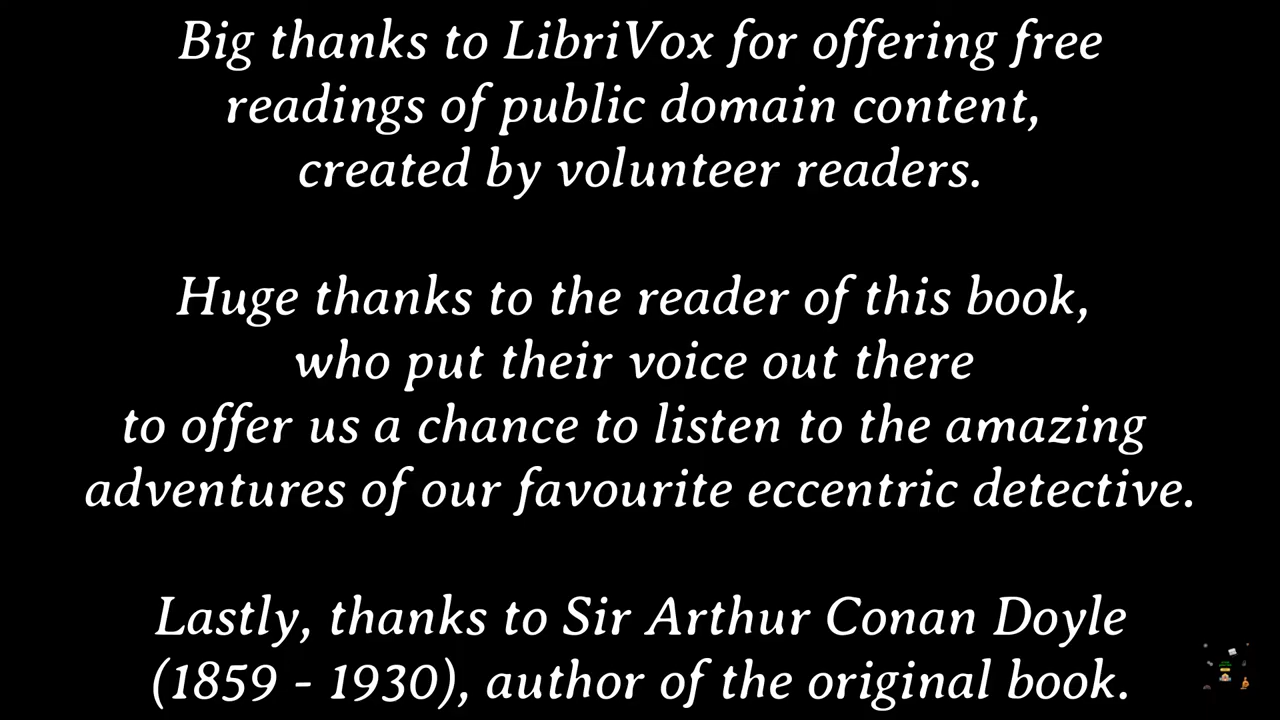 Big thanks to LibriVox for offering free
readings of public domain content,
created by volunteer readers.
Huge thanks to the reader of this book,
who put their voice out there
to offer us a chance to listen to the amazing
adventures of our favourite eccentric detective.
Lastly, thanks to Sir Arthur Conan Doyle
(1859 - 1930), author of the original book.